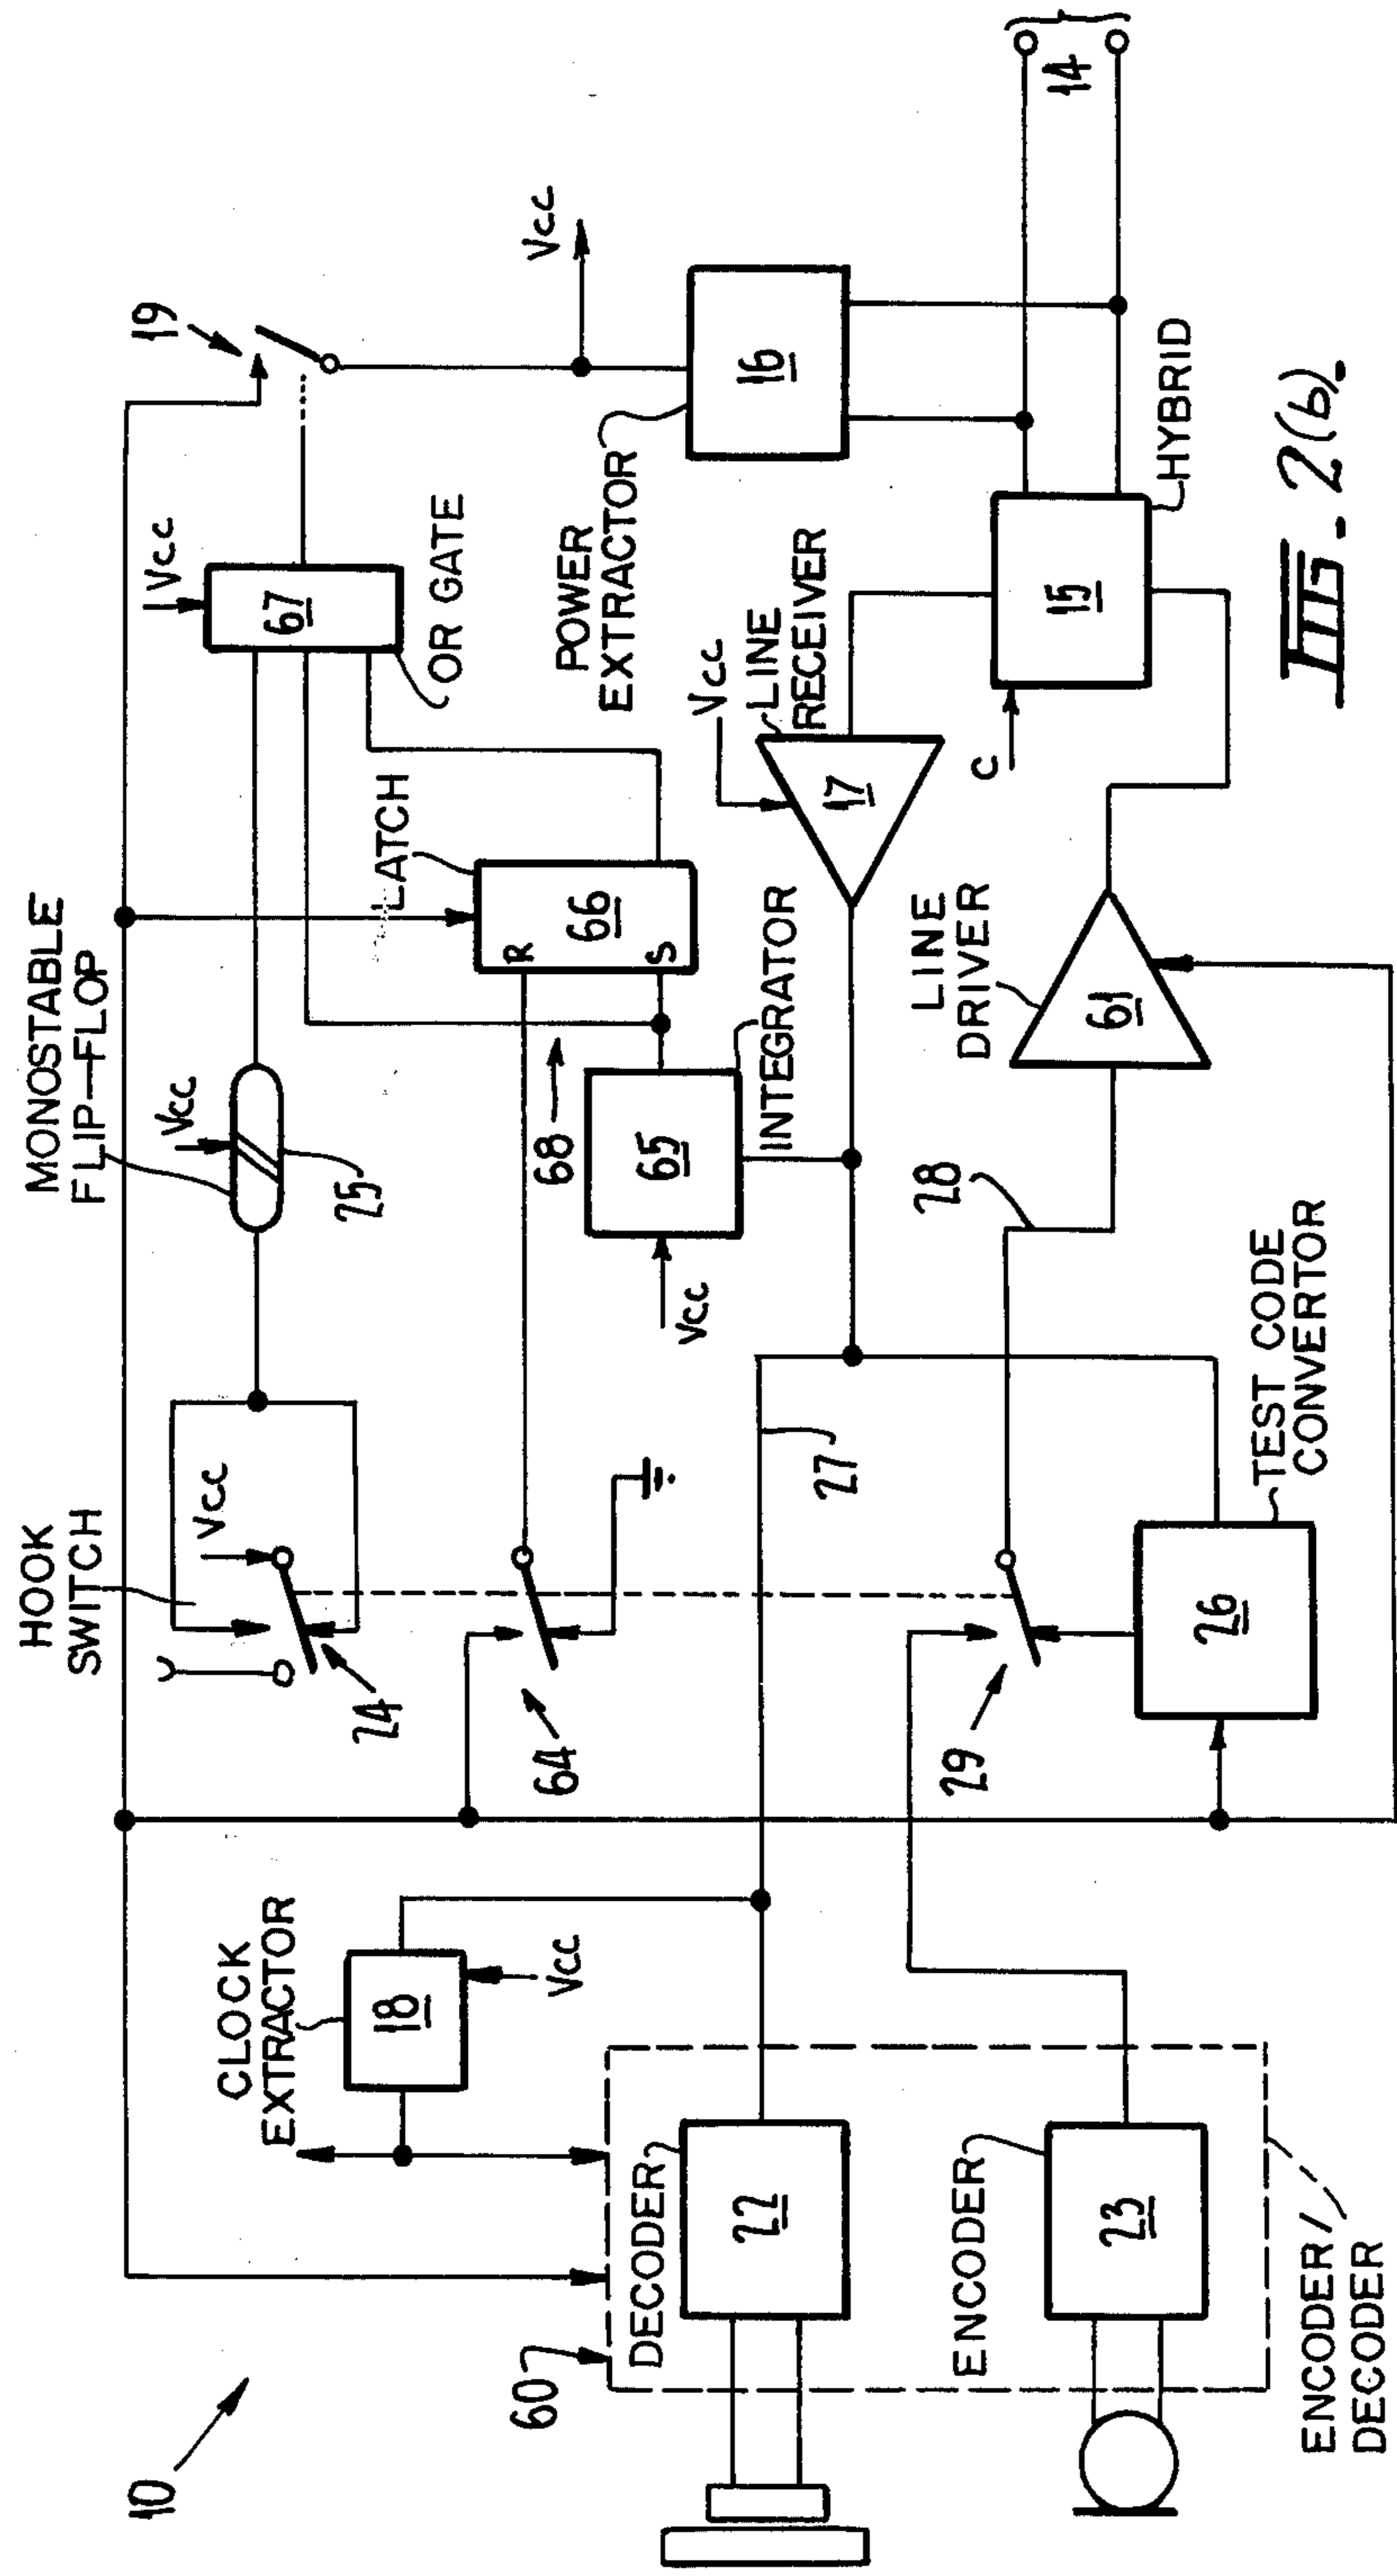 10
HOOK
SWITCH
MONOSTABLE
FLIP-FLOP
Vcc
25
Vcc
24
Vcc
67
OR GATE
19
Vcc
CLOCK
EXTRACTOR
18
Vcc
64
68
LATCH
R
S
66
65
INTEGRATOR
Vcc
POWER
EXTRACTOR
16
Vcc
LINE
RECEIVER
17
27
60
DECODER
22
ENCODER
23
ENCODER/
DECODER
29
26
TEST CODE
CONVERTOR
28
LINE
DRIVER
61
C
15
HYBRID
14
FIG. 2(b).